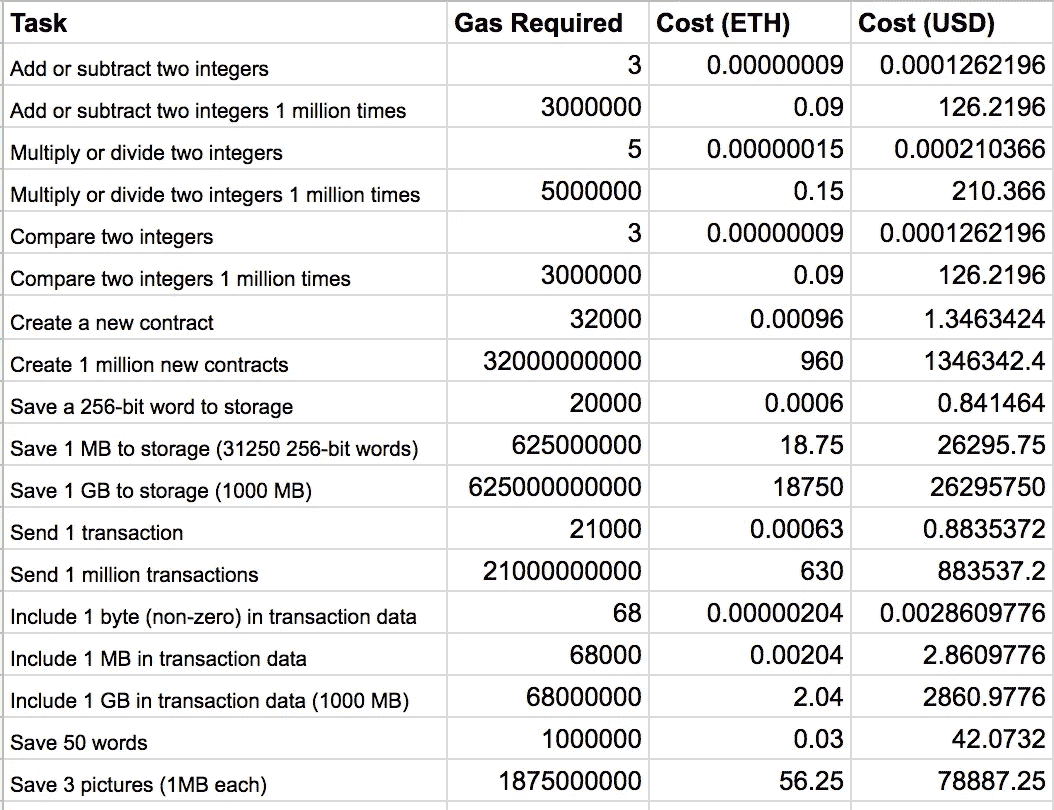 Task Gas Required Cost (ETH) Cost (USD)
Add or subtract two integers 3 0.00000009 0.0001262196
Add or subtract two integers 1 million times 3000000 0.09 126.2196
Multiply or divide two integers 5 0.00000015 0.000210366
Multiply or divide two integers 1 million times 5000000 0.15 210.366
Compare two integers 3 0.00000009 0.0001262196
Compare two integers 1 million times 3000000 0.09 126.2196
Create a new contract 32000 0.00096 1.3463424
Create 1 million new contracts 32000000000 960 1346342.4
Save a 256-bit word to storage 20000 0.0006 0.841464
Save 1 MB to storage (31250 256-bit words) 625000000 18.75 26295.75
Save 1 GB to storage (1000 MB) 625000000000 18750 26295750
Send 1 transaction 21000 0.00063 0.8835372
Send 1 million transactions 21000000000 630 883537.2
Include 1 byte (non-zero) in transaction data 68 0.00000204 0.0028609776
Include 1 MB in transaction data 68000 0.00204 2.8609776
Include 1 GB in transaction data (1000 MB) 68000000 2.04 2860.9776
Save 50 words 1000000 0.03 42.0732
Save 3 pictures (1MB each) 1875000000 56.25 78887.25